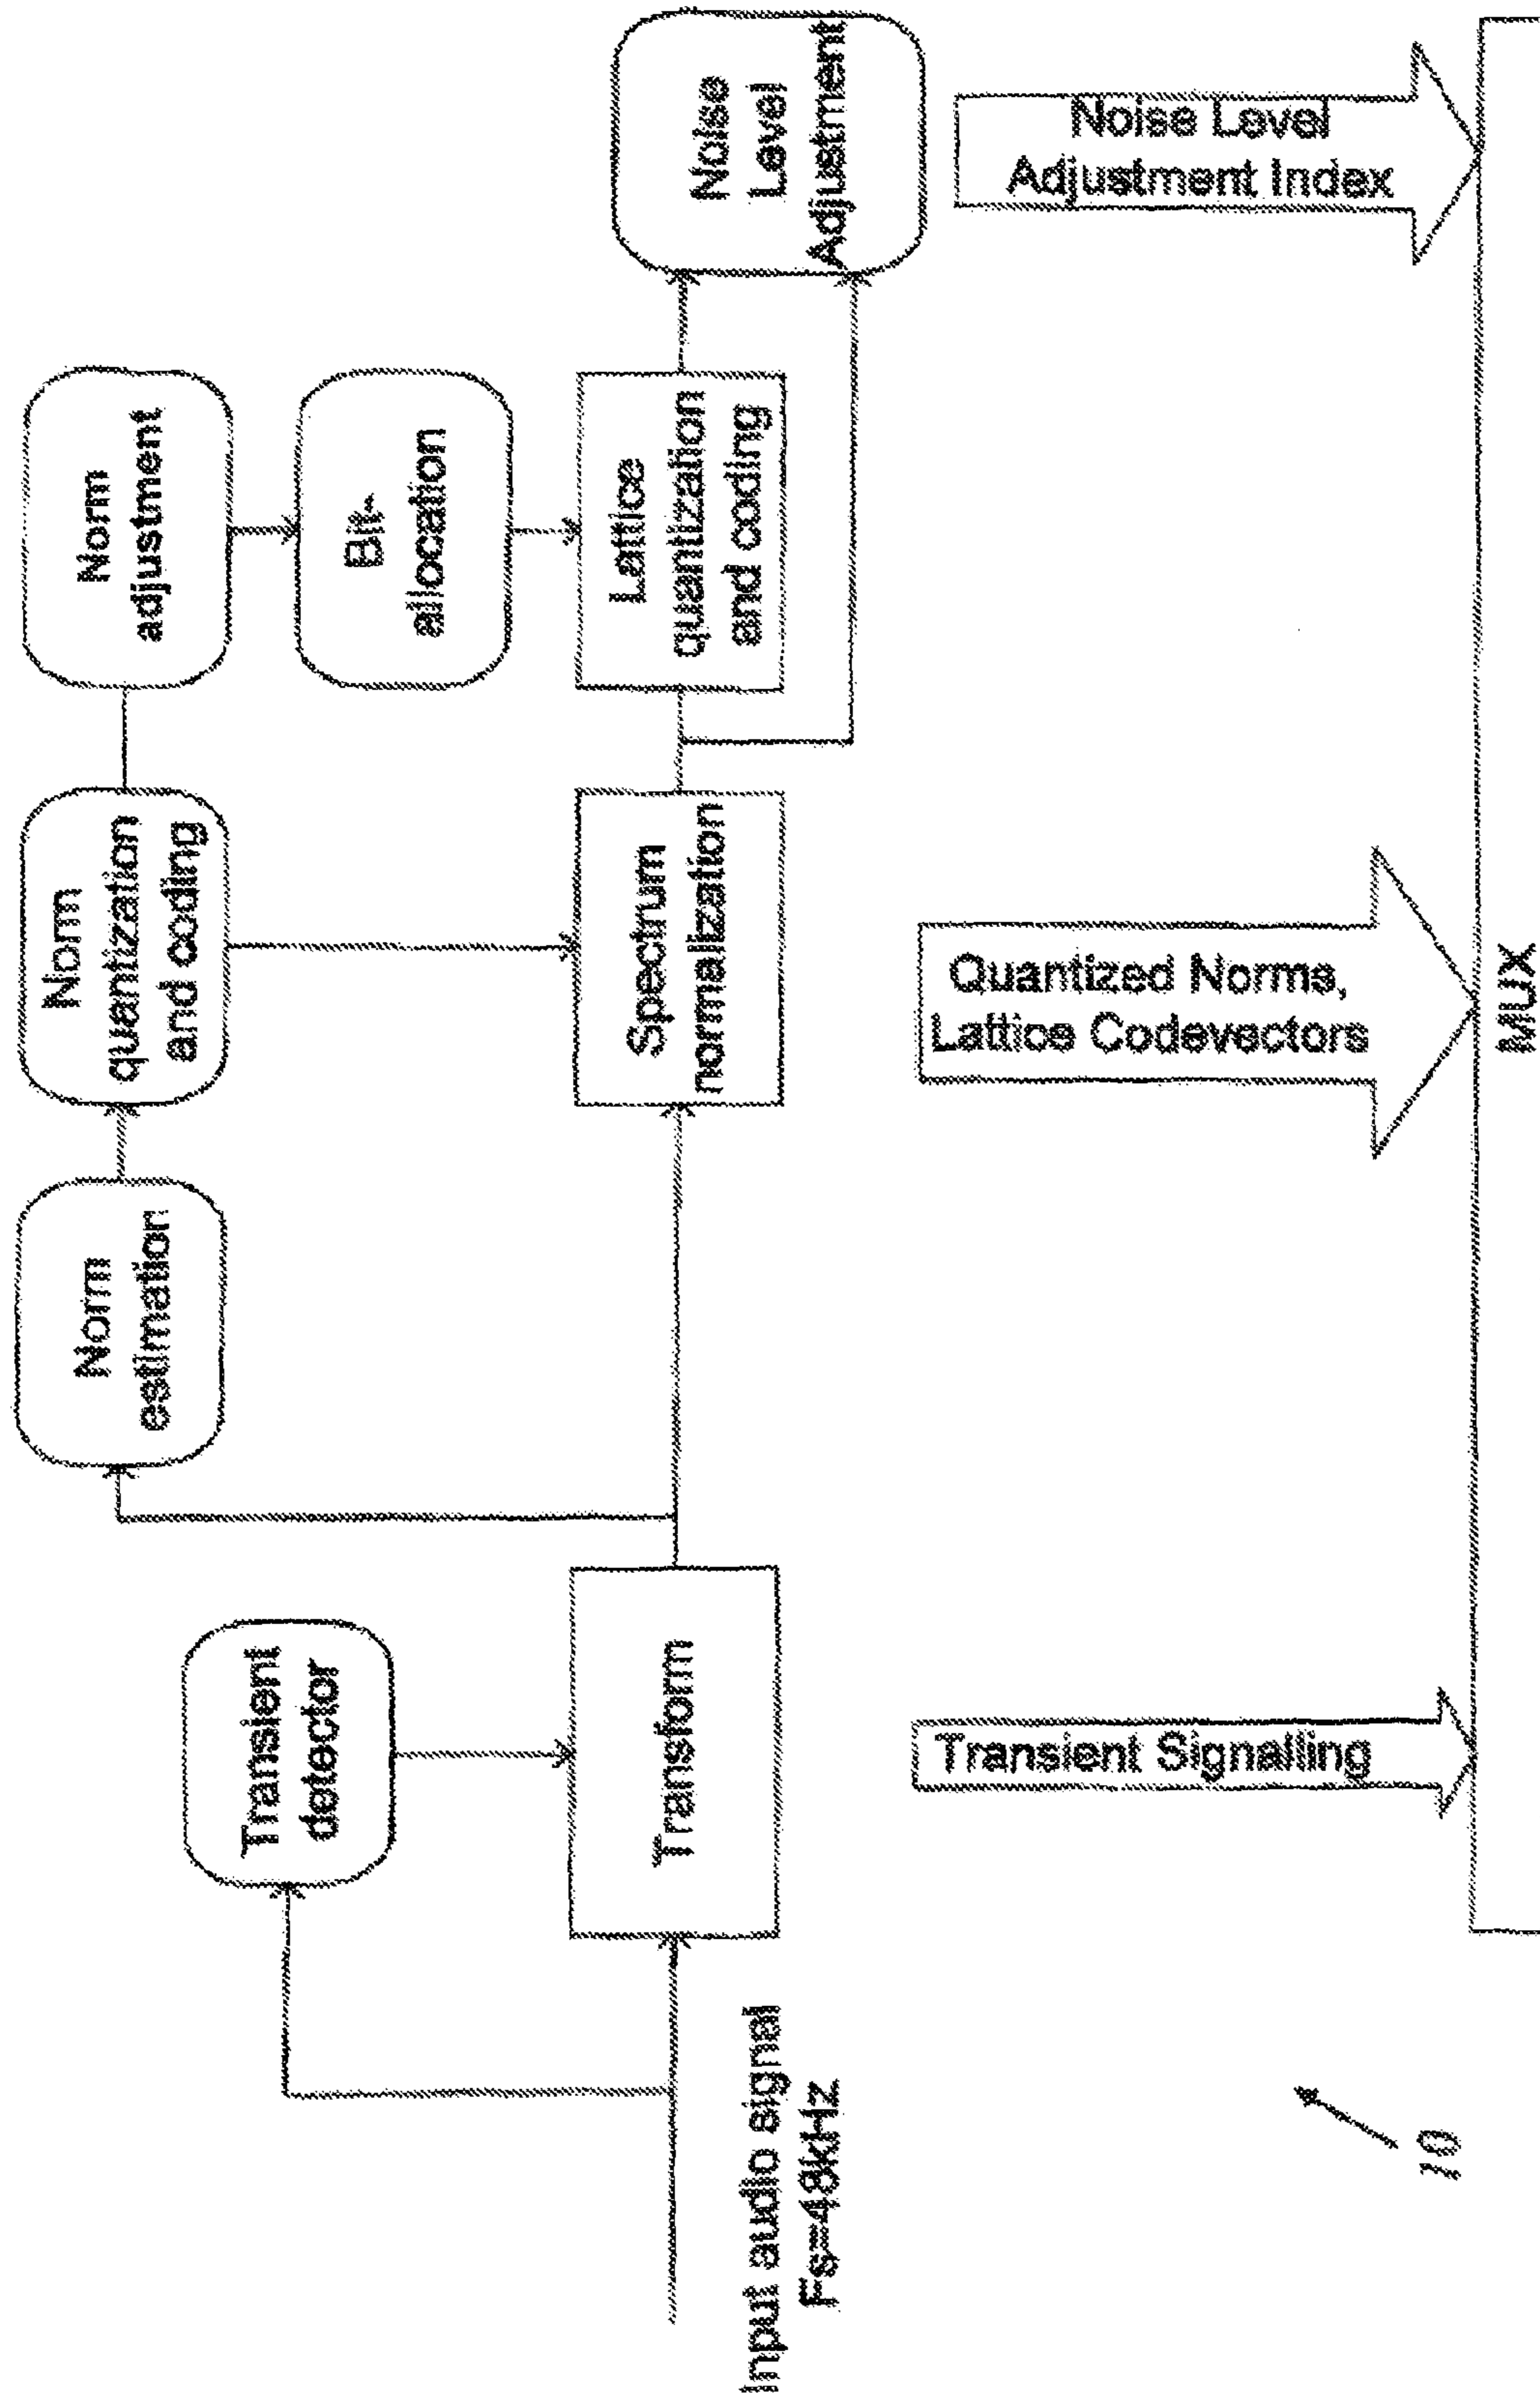 Norm
estimation
Norm
quantization
and coding
Norm
adjustment
Transient
detector
Bit-
allocation
Input audio signal
Fs=48kHz
Transform
Spectrum
normalization
Lattice
quantization
and coding
Noise
Level
Adjustment
Transient Signalling
Quantized Norms,
Lattice Codevectors
Noise Level
Adjustment Index
MUX
10